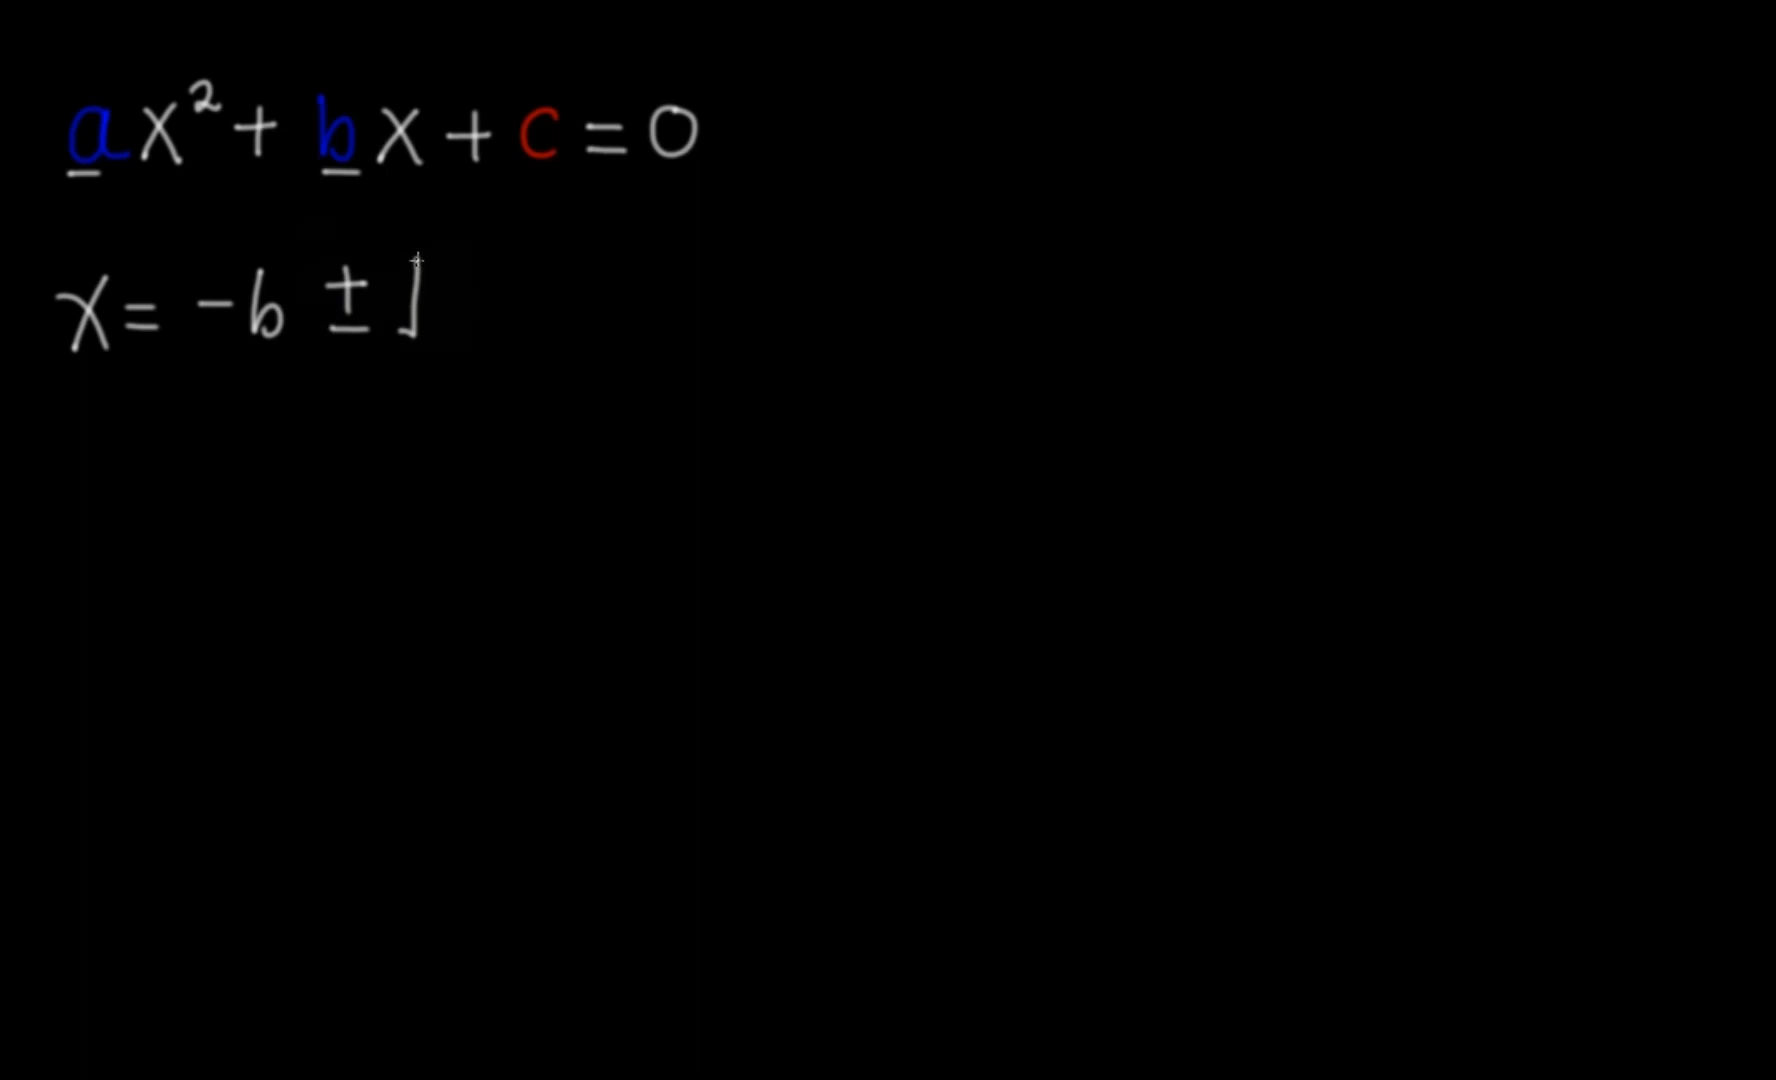 ax² + bx + c = 0
x = -b ± √